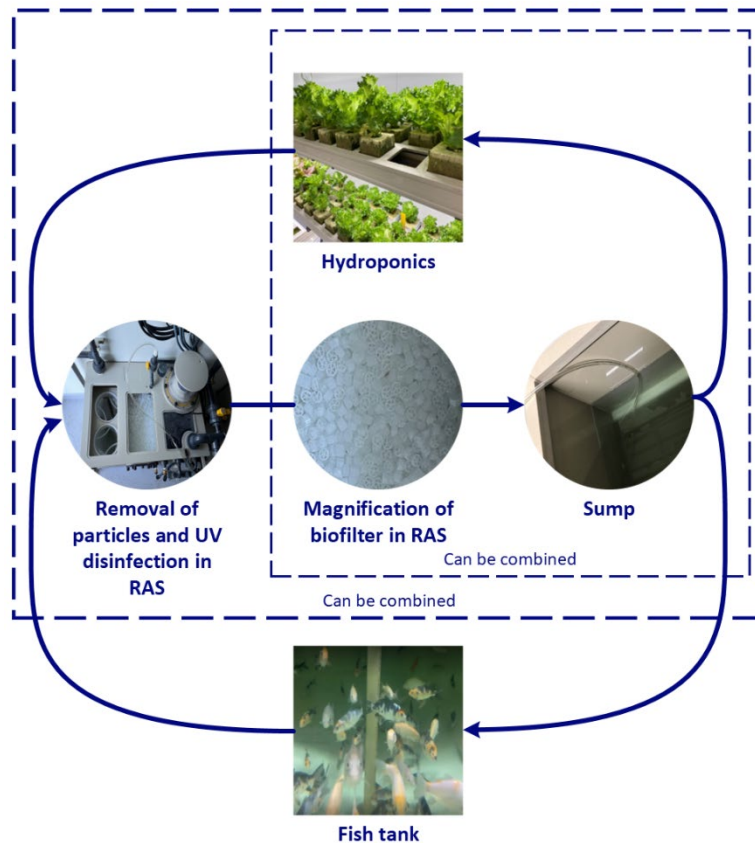 Hydroponics
Removal of
particles and UV
disinfection in
RAS
Magnification of
biofilter in RAS
Sump
Can be combined
Can be combined
Fish tank